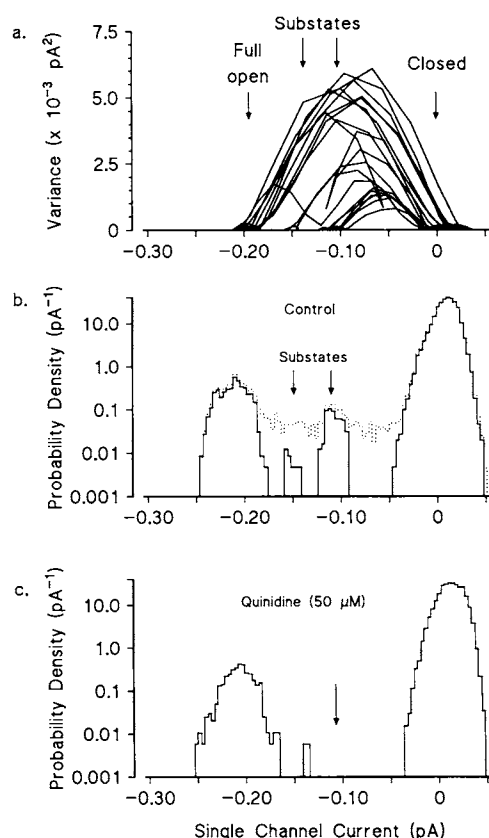 a.
Substates
Full
open
Closed
Variance (x 10⁻³ pA²)
7.5
5.0
2.5
0
−0.30
−0.20
−0.10
0
b.
Control
Substates
Probability Density (pA⁻¹)
10.0
1.0
0.1
0.01
0.001
−0.30
−0.20
−0.10
0
c.
Quinidine (50 μM)
Probability Density (pA⁻¹)
10.0
1.0
0.1
0.01
0.001
−0.30
−0.20
−0.10
0
Single Channel Current (pA)